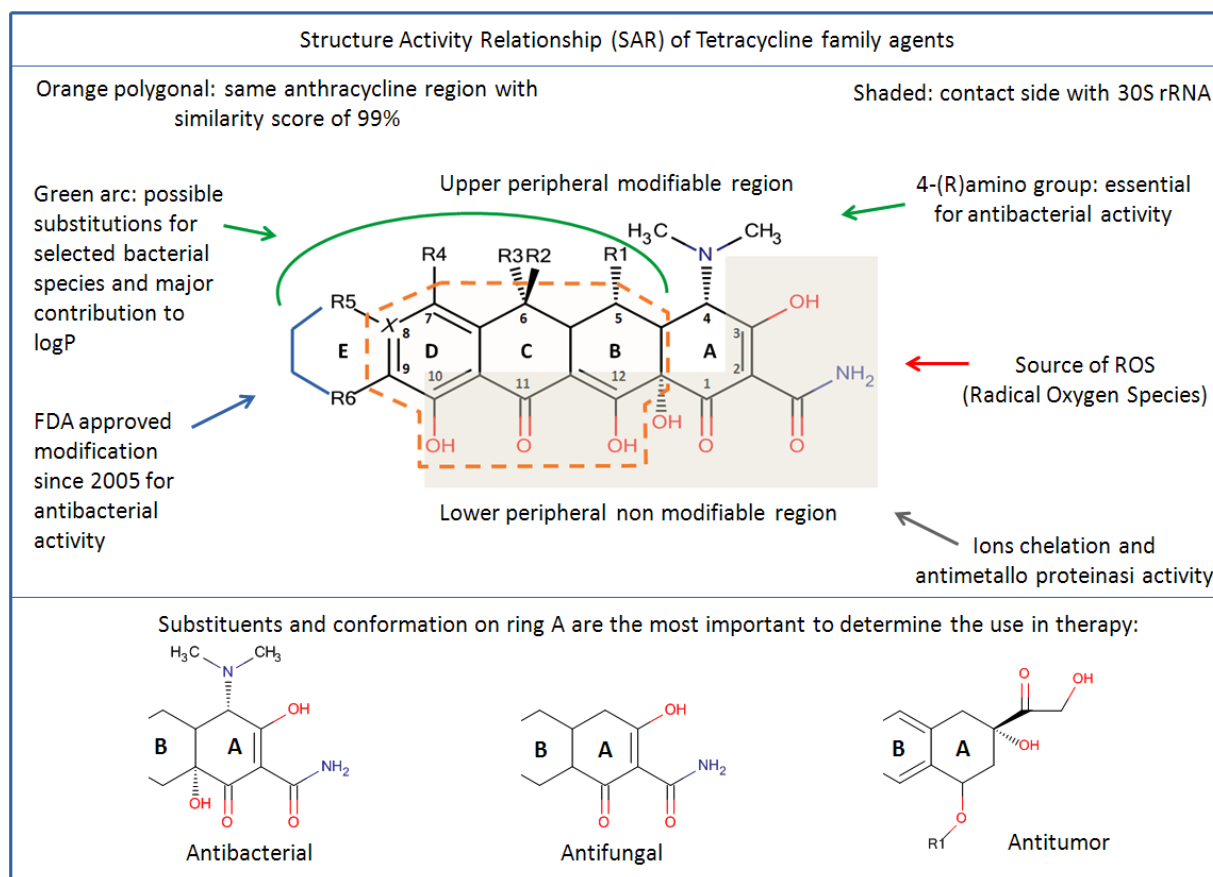 Structure Activity Relationship (SAR) of Tetracycline family agents
Orange polygonal: same anthracycline region with
similarity score of 99%
Shaded: contact side with 30S rRNA
Green arc: possible
substitutions for
selected bacterial
species and major
contribution to
logP
Upper peripheral modifiable region
4-(R)amino group: essential
for antibacterial activity
H₃C
CH₃
N
R4
R3
R2
R1
OH
R5
X
8
7
6
5
4
3
E
D
C
B
A
9
10
11
12
1
2
R6
NH₂
OH
O
OH
OH
O
O
Source of ROS
(Radical Oxygen Species)
FDA approved
modification
since 2005 for
antibacterial
activity
Lower peripheral non modifiable region
Ions chelation and
antimetallo proteinasi activity
Substituents and conformation on ring A are the most important to determine the use in therapy:
H₃C
CH₃
N
OH
B
A
NH₂
OH
O
O
Antibacterial
OH
B
A
NH₂
O
O
Antifungal
O
OH
B
A
OH
O
R1
Antitumor